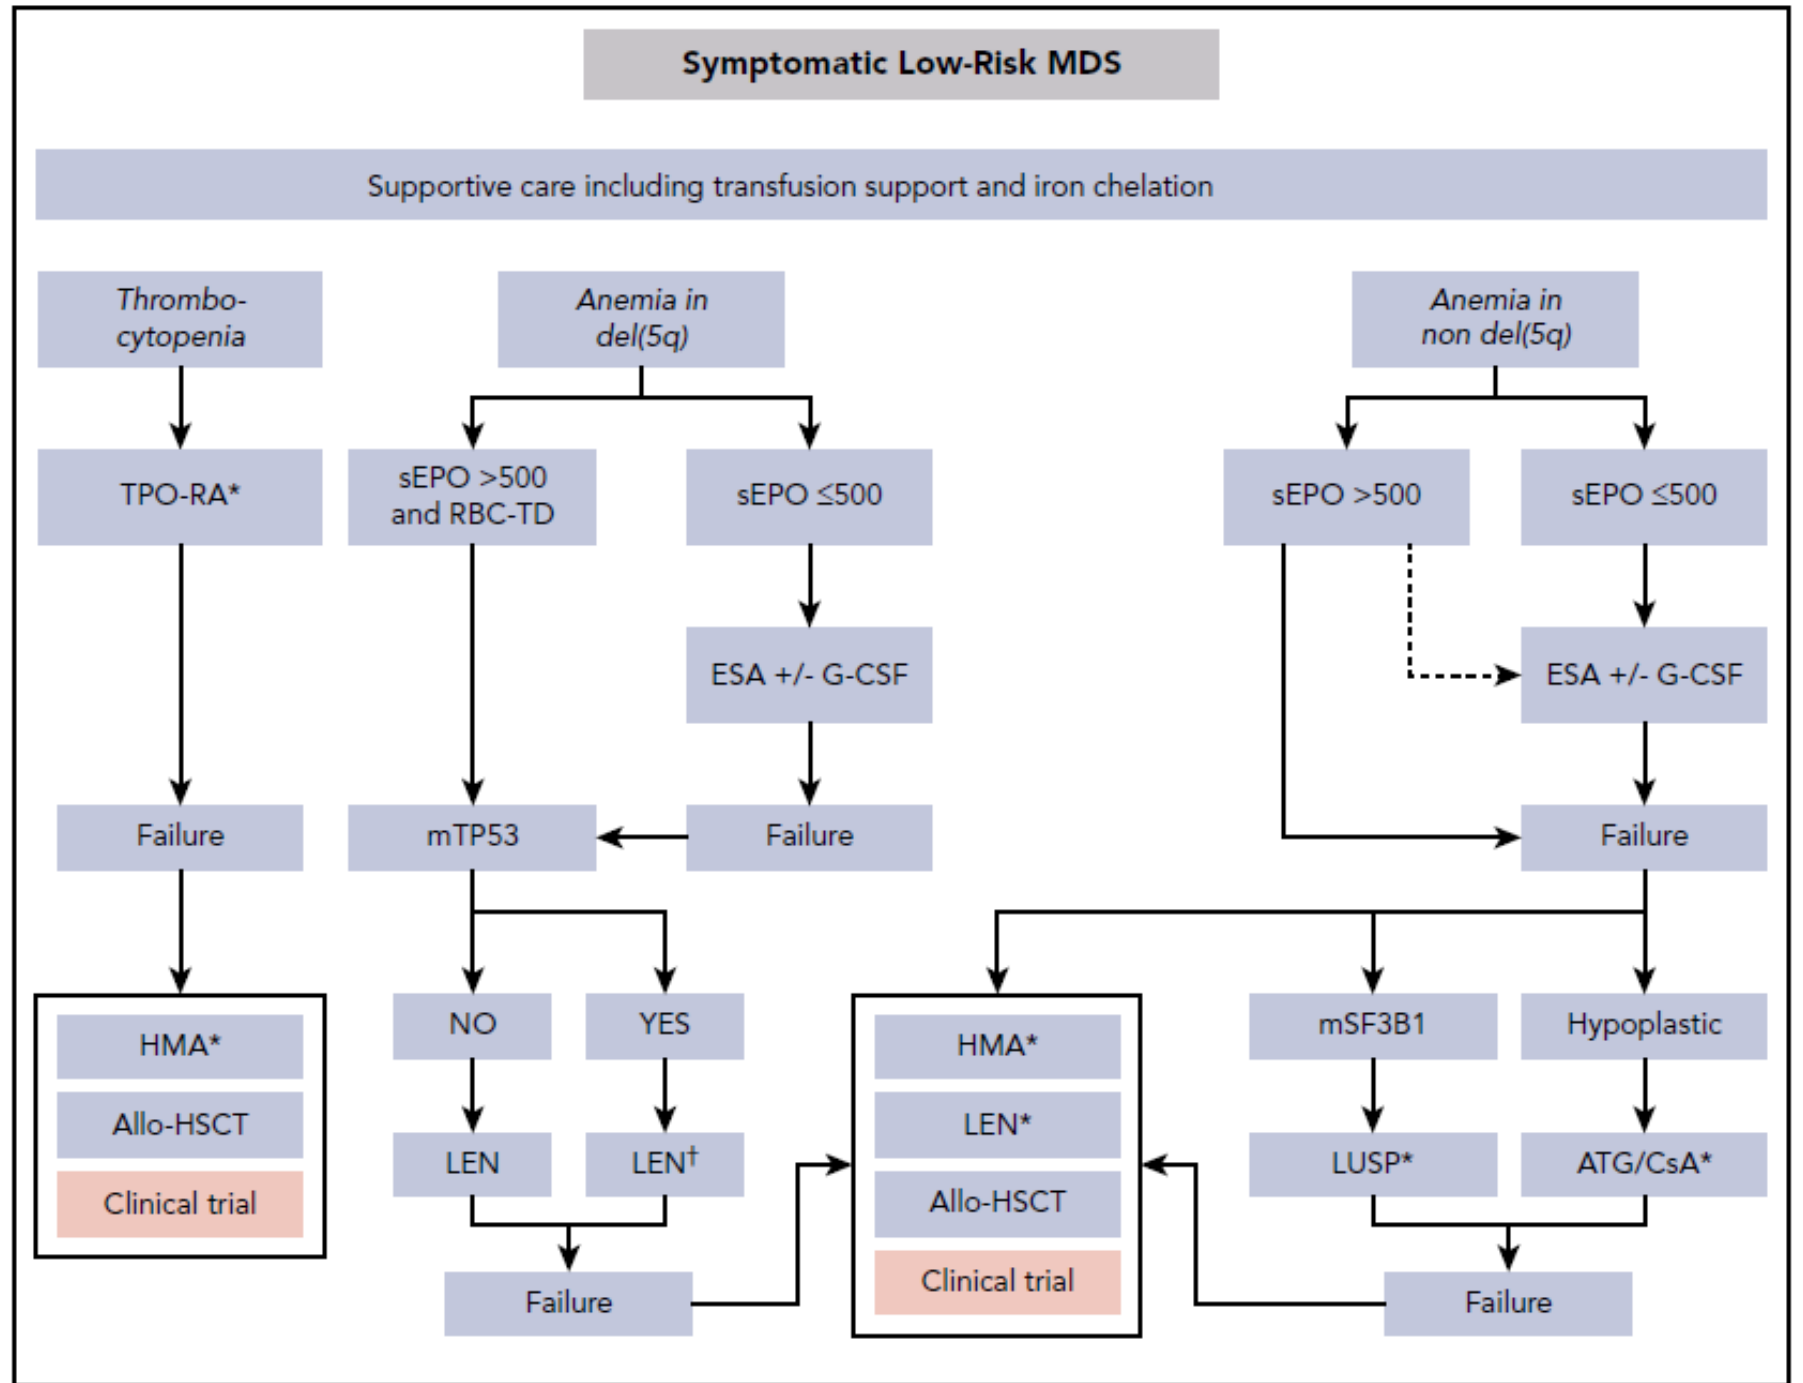 Symptomatic Low-Risk MDS
Supportive care including transfusion support and iron chelation
Thrombo-
cytopenia
Anemia in
del(5q)
Anemia in
non del(5q)
TPO-RA*
sEPO >500
and RBC-TD
sEPO ≤500
sEPO >500
sEPO ≤500
ESA +/- G-CSF
ESA +/- G-CSF
Failure
mTP53
Failure
Failure
HMA*
Allo-HSCT
Clinical trial
NO
YES
LEN
LEN†
Failure
HMA*
LEN*
Allo-HSCT
Clinical trial
mSF3B1
Hypoplastic
LUSP*
ATG/CsA*
Failure